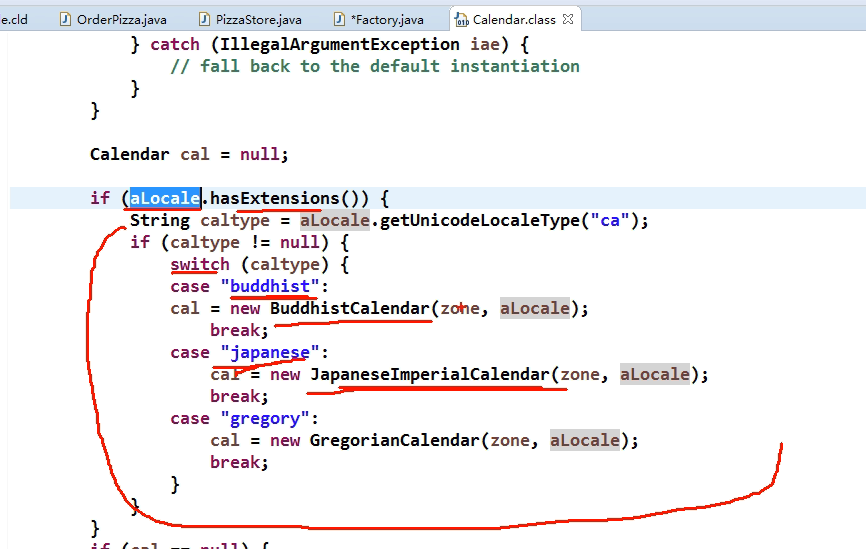 e.cld OrderPizza.java PizzaStore.java *Factory.java Calendar.class
} catch (IllegalArgumentException iae) {
// fall back to the default instantiation
}
}
Calendar cal = null;
if (aLocale.hasExtensions()) {
String caltype = aLocale.getUnicodeLocaleType("ca");
if (caltype != null) {
switch (caltype) {
case "buddhist":
cal = new BuddhistCalendar(zone, aLocale);
break;
case "japanese":
cal = new JapaneseImperialCalendar(zone, aLocale);
break;
case "gregory":
cal = new GregorianCalendar(zone, aLocale);
break;
}
}
}
if (cal == null) {